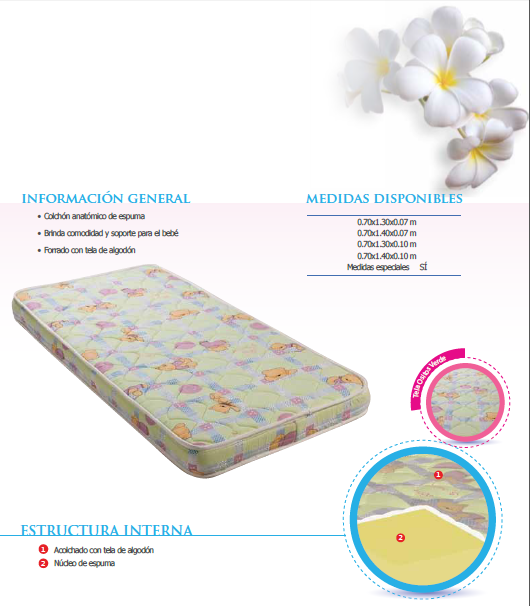 INFORMACIÓN GENERAL
• Colchón anatómico de espuma
• Brinda comodidad y soporte para el bebé
• Forrado con tela de algodón
MEDIDAS DISPONIBLES
0.70x1.30x0.07 m
0.70x1.40x0.07 m
0.70x1.30x0.10 m
0.70x1.40x0.10 m
Medidas especiales SÍ
Tela Ositos Verde
1
2
ESTRUCTURA INTERNA
1 Acolchado con tela de algodón
2 Núcleo de espuma